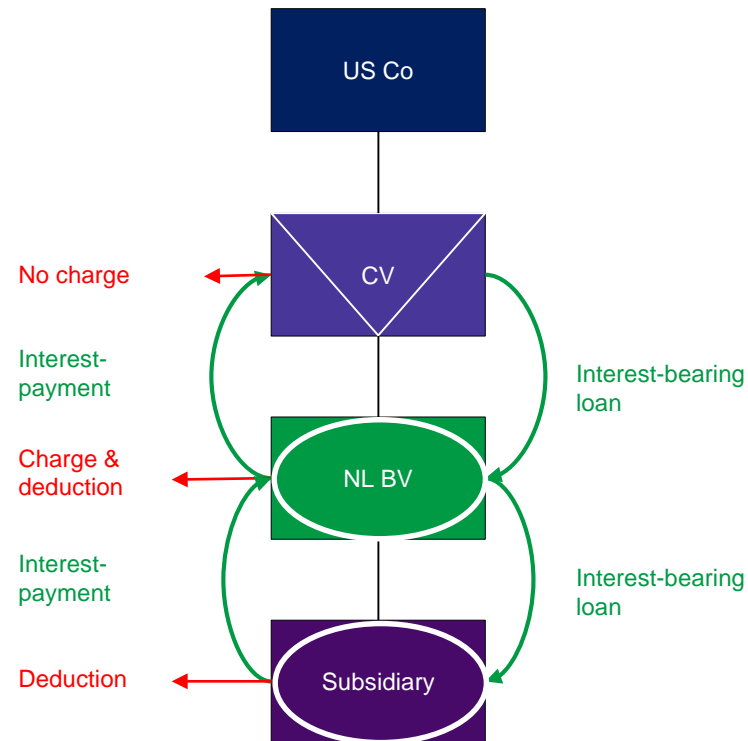 US Co
No charge
CV
Interest-
payment
Interest-bearing
loan
Charge &
deduction
NL BV
Interest-
payment
Interest-bearing
loan
Deduction
Subsidiary